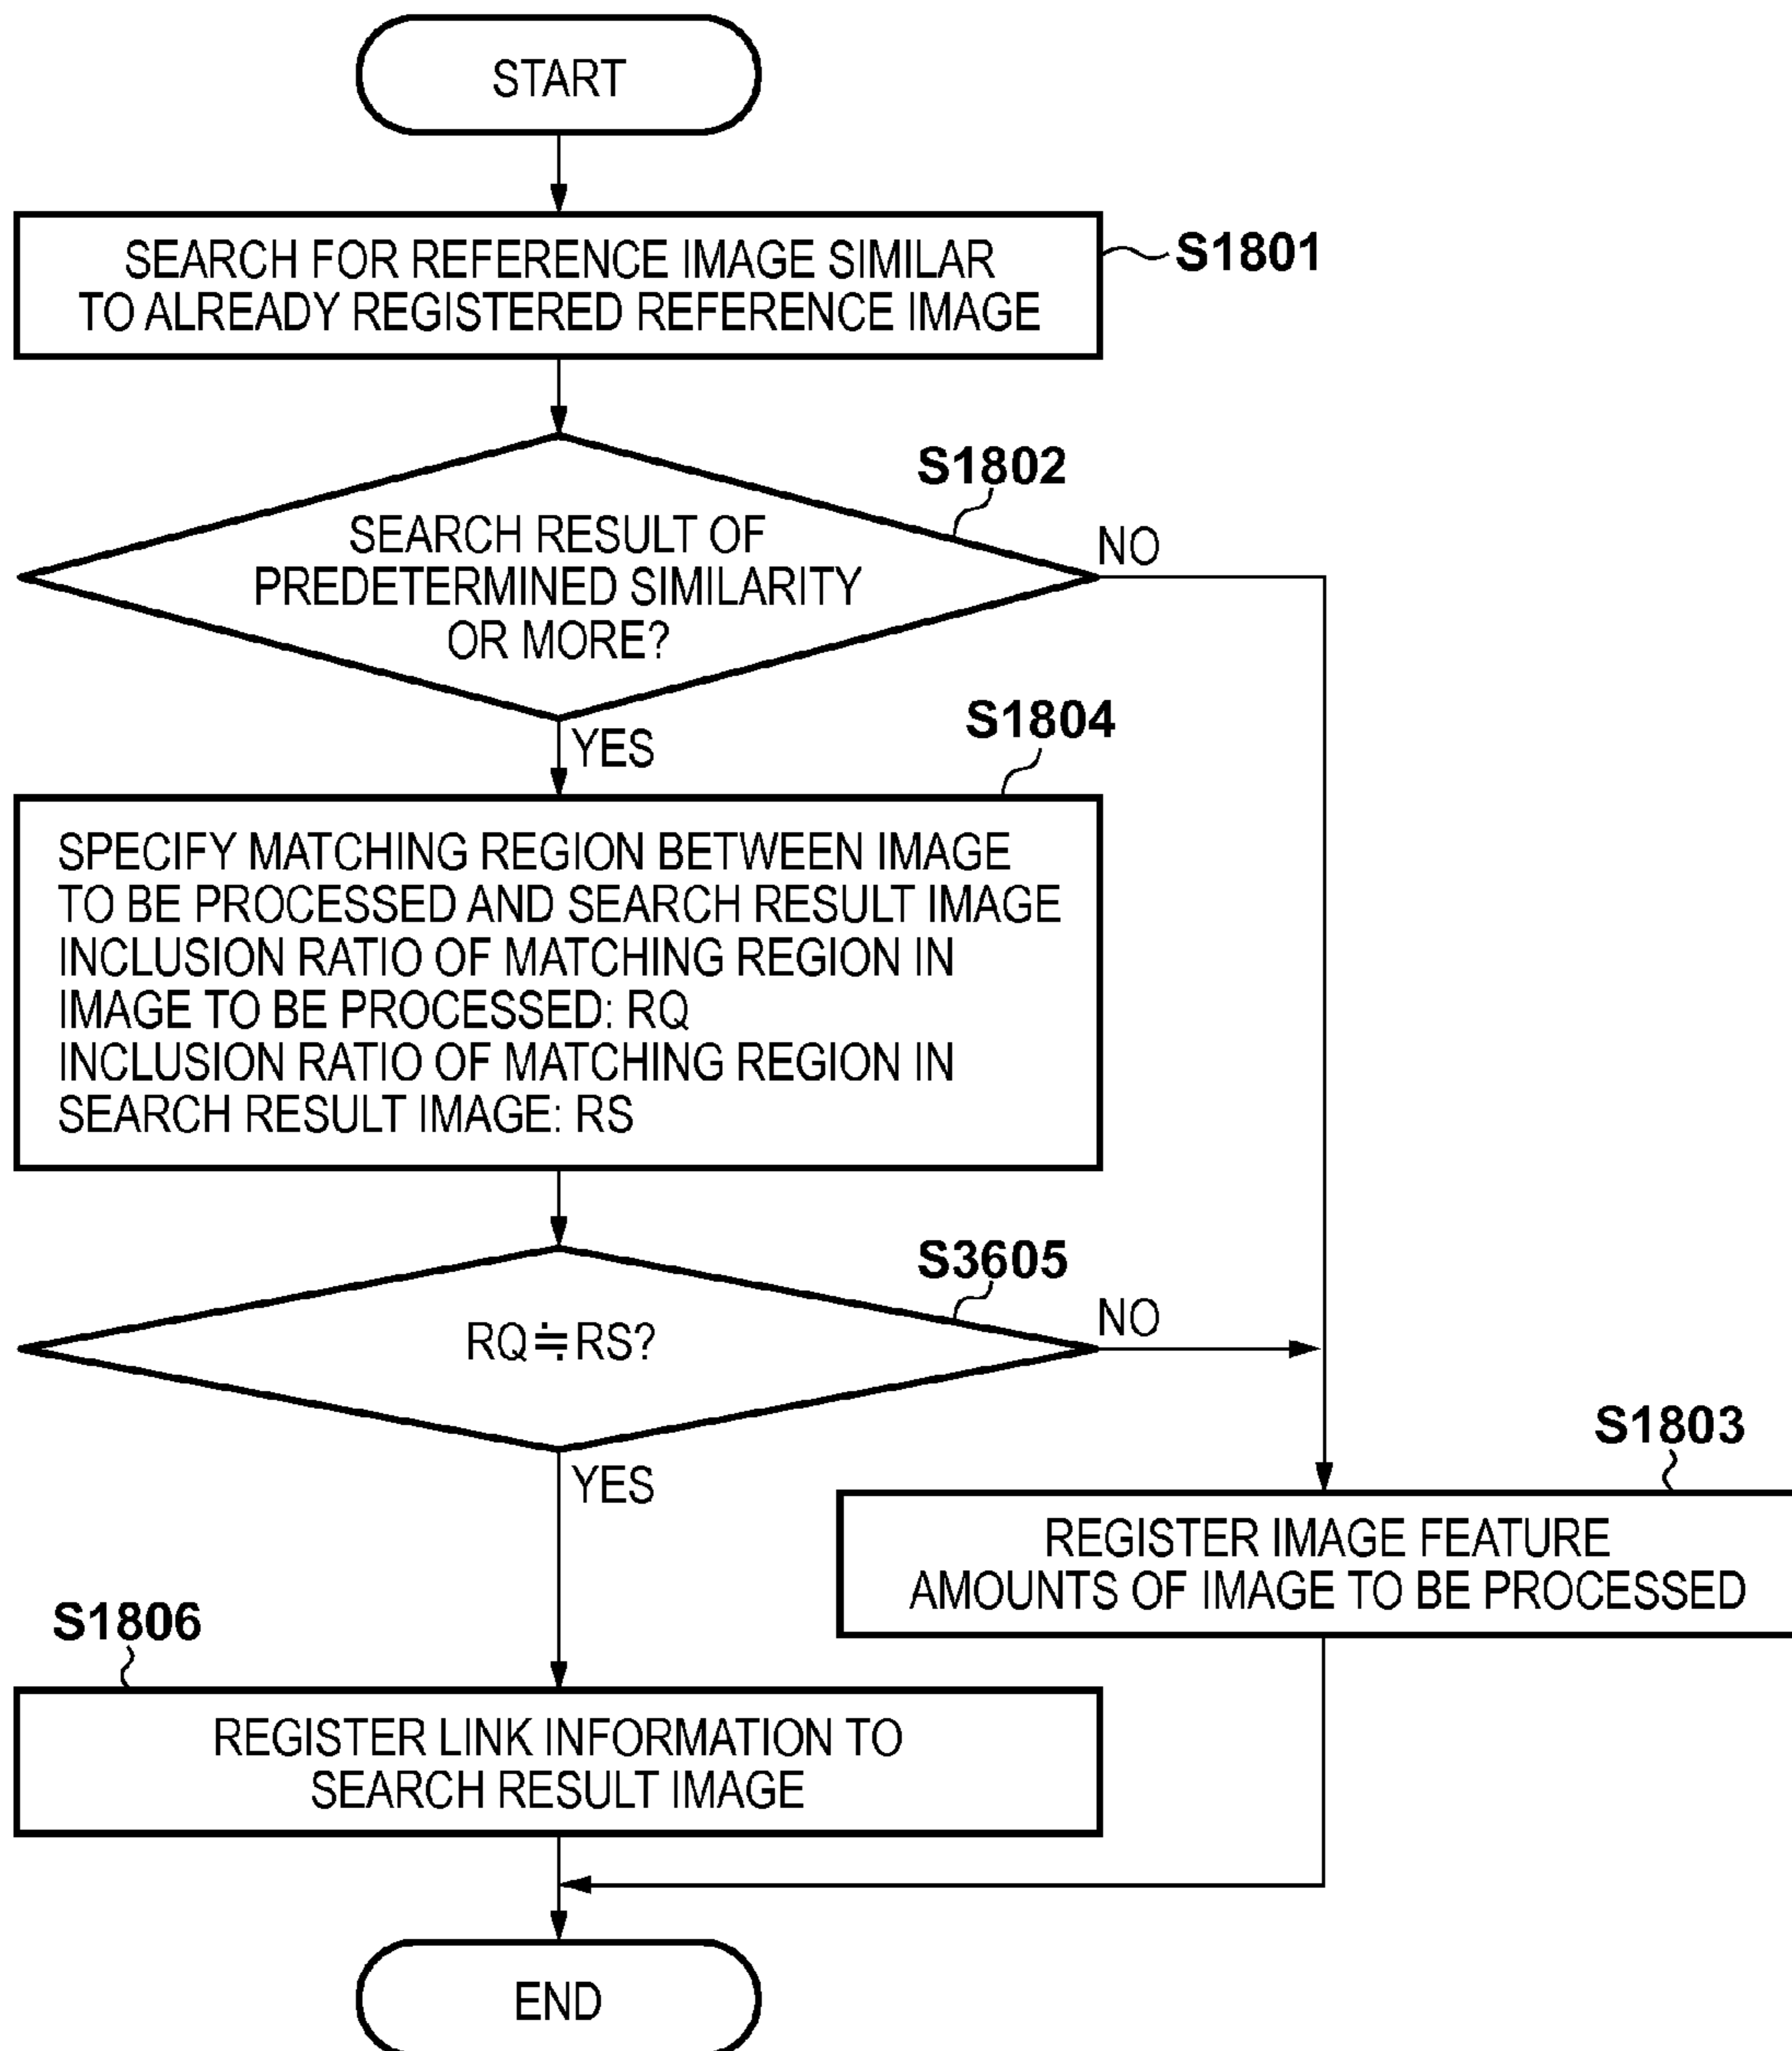 START
SEARCH FOR REFERENCE IMAGE SIMILAR
TO ALREADY REGISTERED REFERENCE IMAGE
S1801
S1802
SEARCH RESULT OF
PREDETERMINED SIMILARITY
OR MORE?
NO
YES
S1804
SPECIFY MATCHING REGION BETWEEN IMAGE
TO BE PROCESSED AND SEARCH RESULT IMAGE
INCLUSION RATIO OF MATCHING REGION IN
IMAGE TO BE PROCESSED: RQ
INCLUSION RATIO OF MATCHING REGION IN
SEARCH RESULT IMAGE: RS
S3605
RQ≒RS?
NO
YES
S1803
REGISTER IMAGE FEATURE
AMOUNTS OF IMAGE TO BE PROCESSED
S1806
REGISTER LINK INFORMATION TO
SEARCH RESULT IMAGE
END